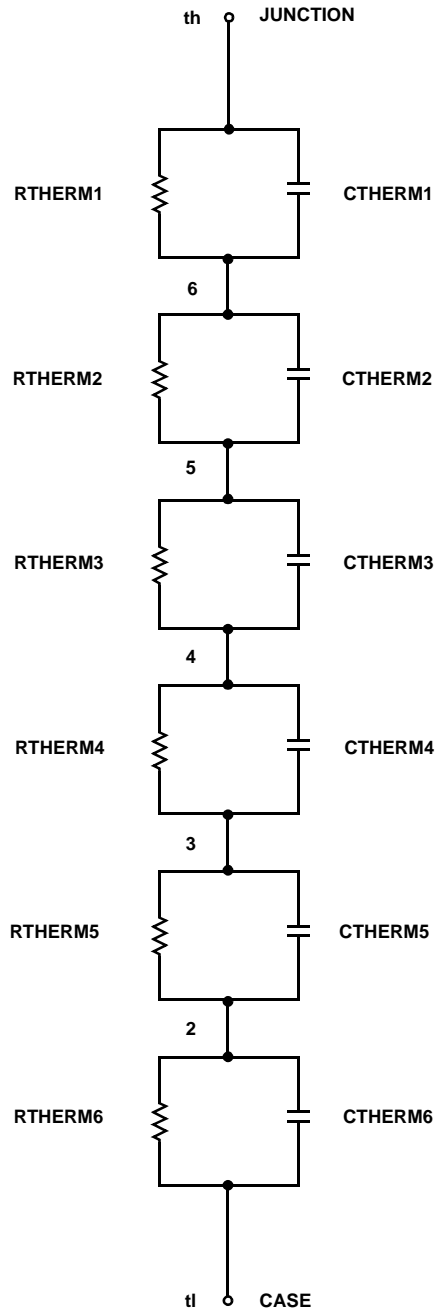 th JUNCTION
RTHERM1 CTHERM1
6
RTHERM2 CTHERM2
5
RTHERM3 CTHERM3
4
RTHERM4 CTHERM4
3
RTHERM5 CTHERM5
2
RTHERM6 CTHERM6
tl CASE